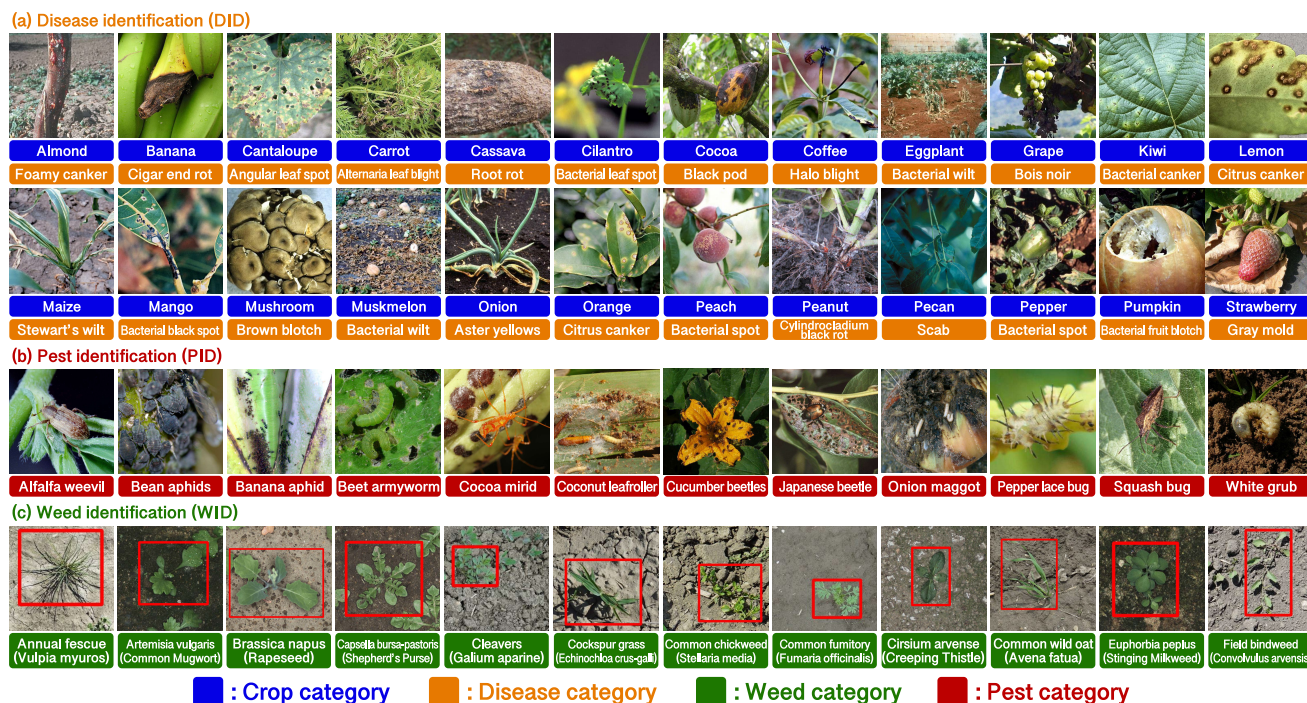 (a) Disease identification (DID)
Almond Banana Cantaloupe Carrot Cassava Cilantro Cocoa Coffee Eggplant Grape Kiwi Lemon
Foamy canker Cigar end rot Angular leaf spot Alternaria leaf blight Root rot Bacterial leaf spot Black pod Halo blight Bacterial wilt Bois noir Bacterial canker Citrus canker
Maize Mango Mushroom Muskmelon Onion Orange Peach Peanut Pecan Pepper Pumpkin Strawberry
Stewart's wilt Bacterial black spot Brown blotch Bacterial wilt Aster yellows Citrus canker Bacterial spot Cylindrocladium black rot Scab Bacterial spot Bacterial fruit blotch Gray mold
(b) Pest identification (PID)
Alfalfa weevil Bean aphids Banana aphid Beet armyworm Cocoa mirid Coconut leafroller Cucumber beetles Japanese beetle Onion maggot Pepper lace bug Squash bug White grub
(c) Weed identification (WID)
Annual fescue Artemisia vulgaris Brassica napus Capsella bursa-pastoris Cleavers Cockspur grass Common chickweed Common fumitory Cirsium arvense Common wild oat Euphorbia peplus Field bindweed
(Vulpia myuros) (Common Mugwort) (Rapeseed) (Shepherd's Purse) (Galium aparine) (Echinochloa crus-galli) (Stellaria media) (Fumaria officinalis) (Creeping Thistle) (Avena fatua) (Stinging Milkweed) (Convolvulus arvensis)
: Crop category : Disease category : Weed category : Pest category